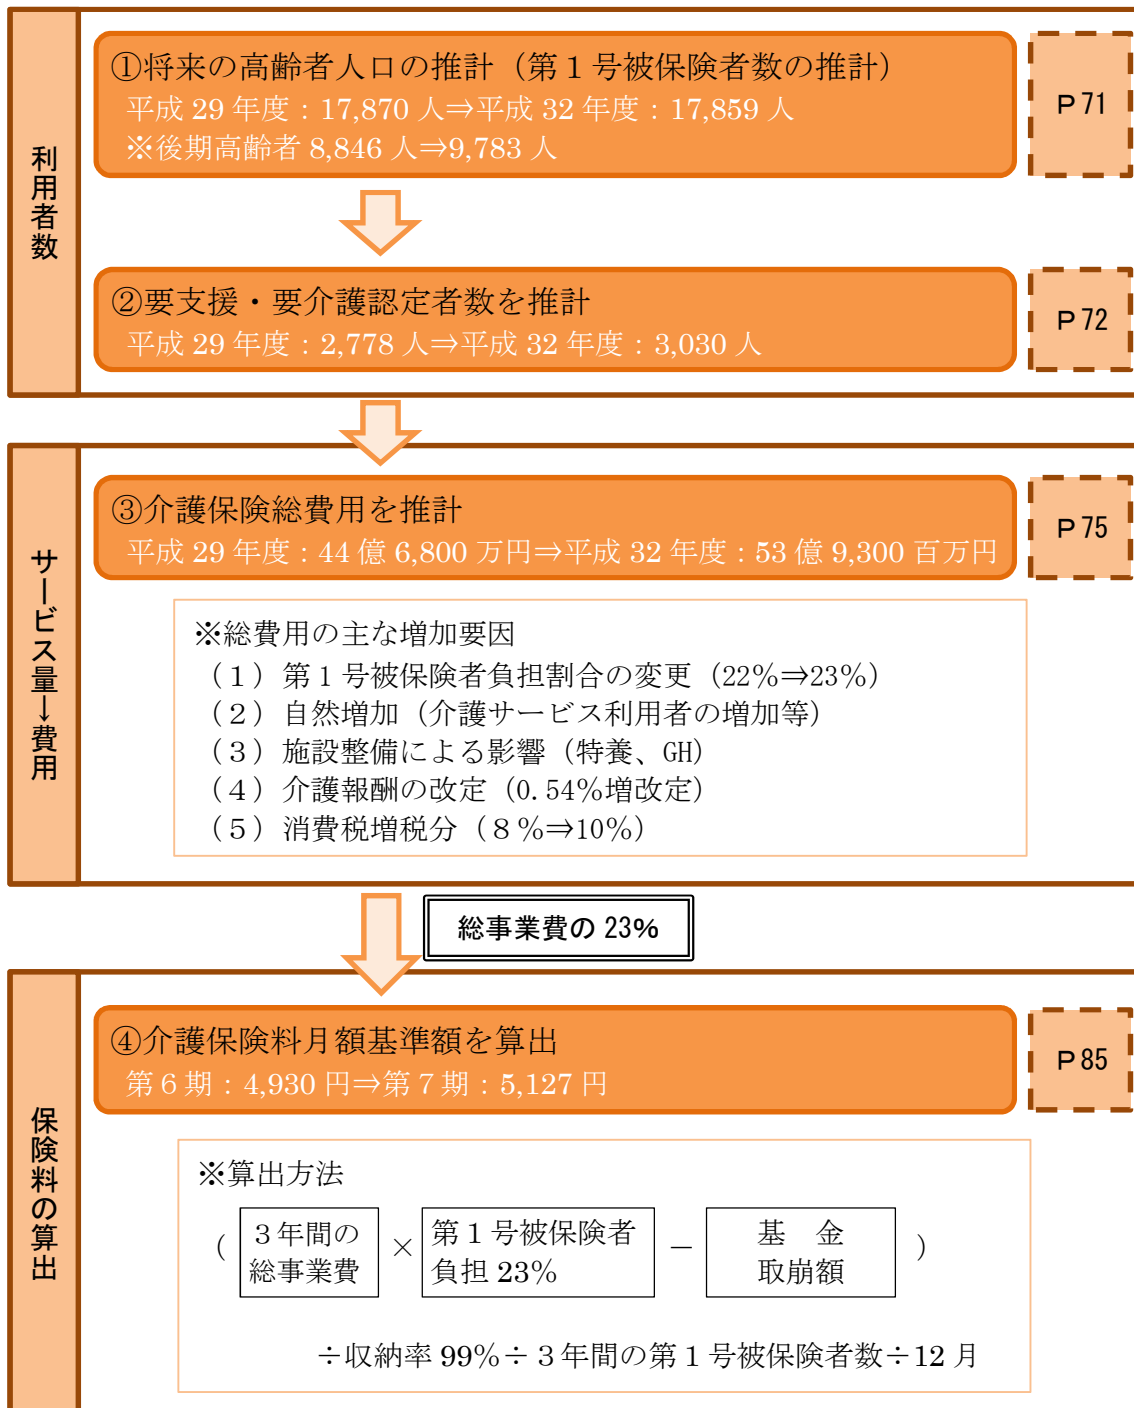 利用者数
①将来の高齢者人口の推計（第１号被保険者数の推計）
平成 29 年度：17,870 人⇒平成 32 年度：17,859 人
※後期高齢者 8,846 人⇒9,783 人
Ｐ71
②要支援・要介護認定者数を推計
平成 29 年度：2,778 人⇒平成 32 年度：3,030 人
Ｐ72
サービス量→費用
③介護保険総費用を推計
平成 29 年度：44 億 6,800 万円⇒平成 32 年度：53 億 9,300 百万円
Ｐ75
※総費用の主な増加要因
（１）第１号被保険者負担割合の変更（22％⇒23％）
（２）自然増加（介護サービス利用者の増加等）
（３）施設整備による影響（特養、GH）
（４）介護報酬の改定（0.54％増改定）
（５）消費税増税分（８％⇒10％）
総事業費の 23％
保険料の算出
④介護保険料月額基準額を算出
第６期：4,930 円⇒第７期：5,127 円
Ｐ85
※算出方法
（ ３年間の総事業費 × 第１号被保険者負担 23％ － 基　金取崩額 ）
÷収納率 99％÷３年間の第１号被保険者数÷12 月